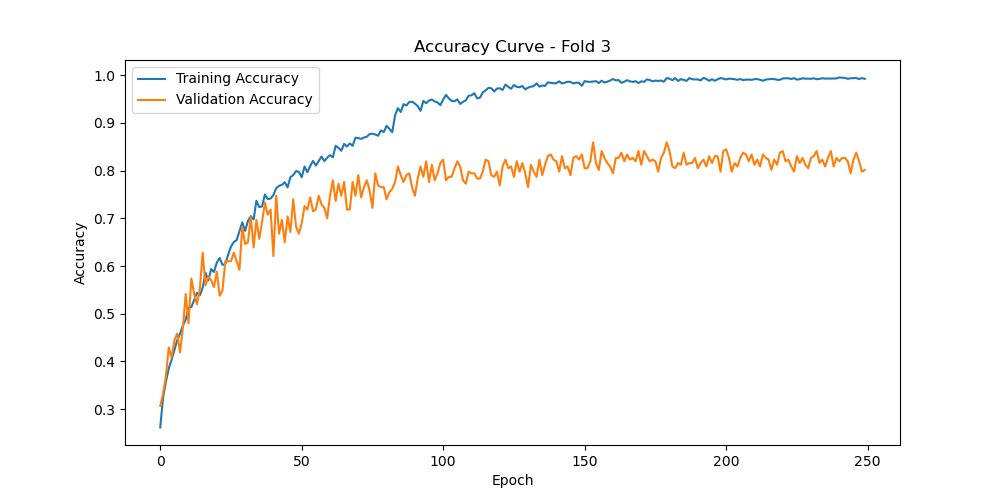 Accuracy Curve - Fold 3
Training Accuracy
Validation Accuracy
1.0
0.9
0.8
0.7
0.6
0.5
0.4
0.3
Accuracy
0 50 100 150 200 250
Epoch